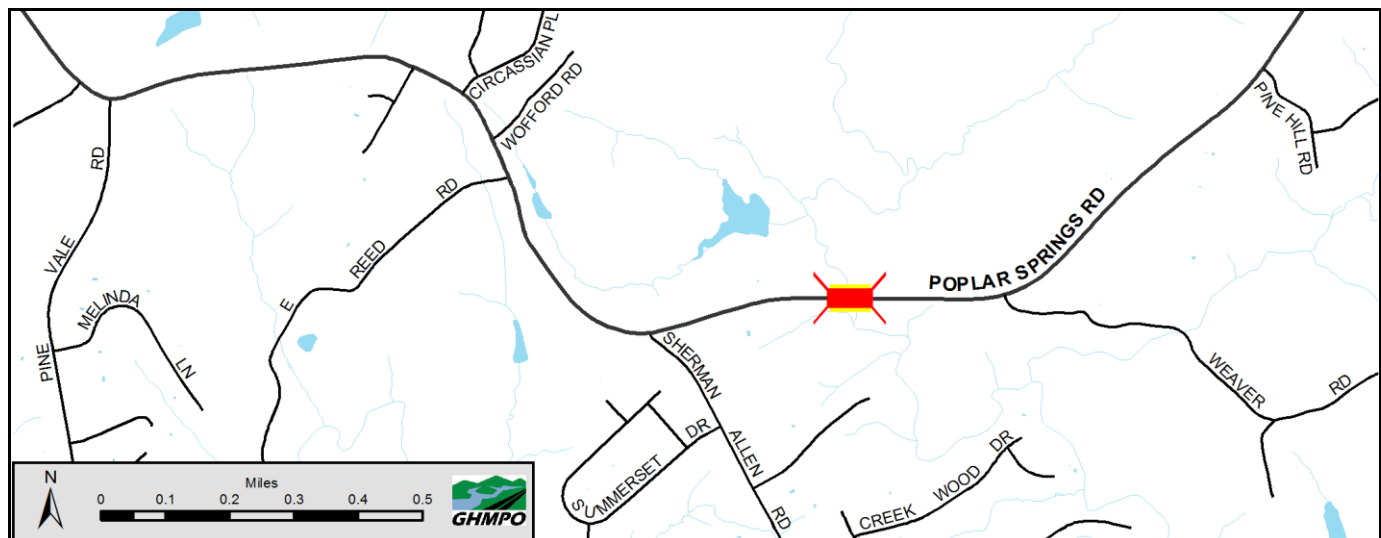 CIRCASSIAN PL
WOFFORD RD
PINE HILL RD
PINE VALE RD
E REED RD
POPLAR SPRINGS RD
MELINDA LN
SHERMAN ALLEN RD
WEAVER RD
SUMMERSET DR
CREEK WOOD DR
N
Miles
0 0.1 0.2 0.3 0.4 0.5
GHMPO